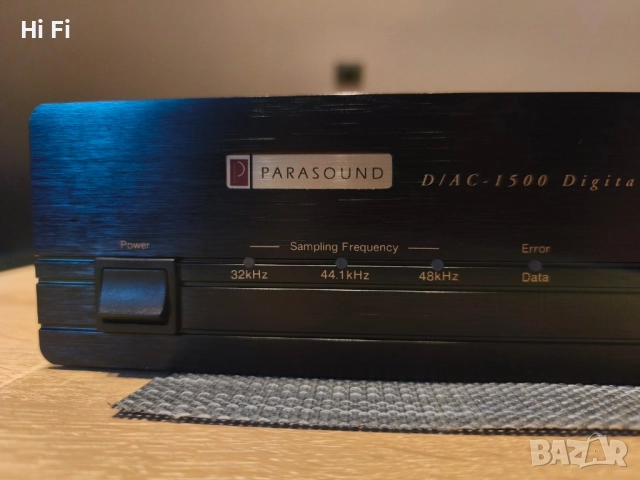 Hi Fi
PARASOUND
D/AC-1500 Digita
Power
Sampling Frequency
Error
32kHz
44.1kHz
48kHz
Data
BAZAR